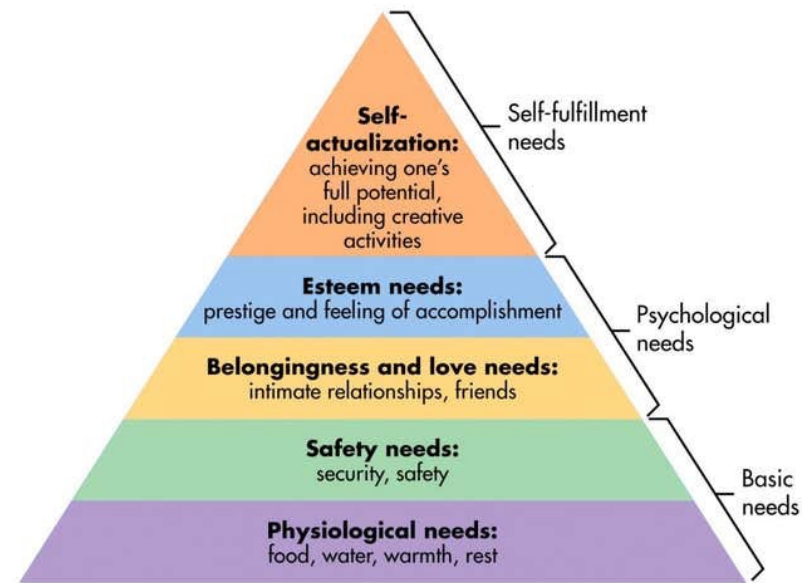 Self-
actualization:
achieving one's
full potential,
including creative
activities
Self-fulfillment
needs
Esteem needs:
prestige and feeling of accomplishment
Belongingness and love needs:
intimate relationships, friends
Psychological
needs
Safety needs:
security, safety
Physiological needs:
food, water, warmth, rest
Basic
needs